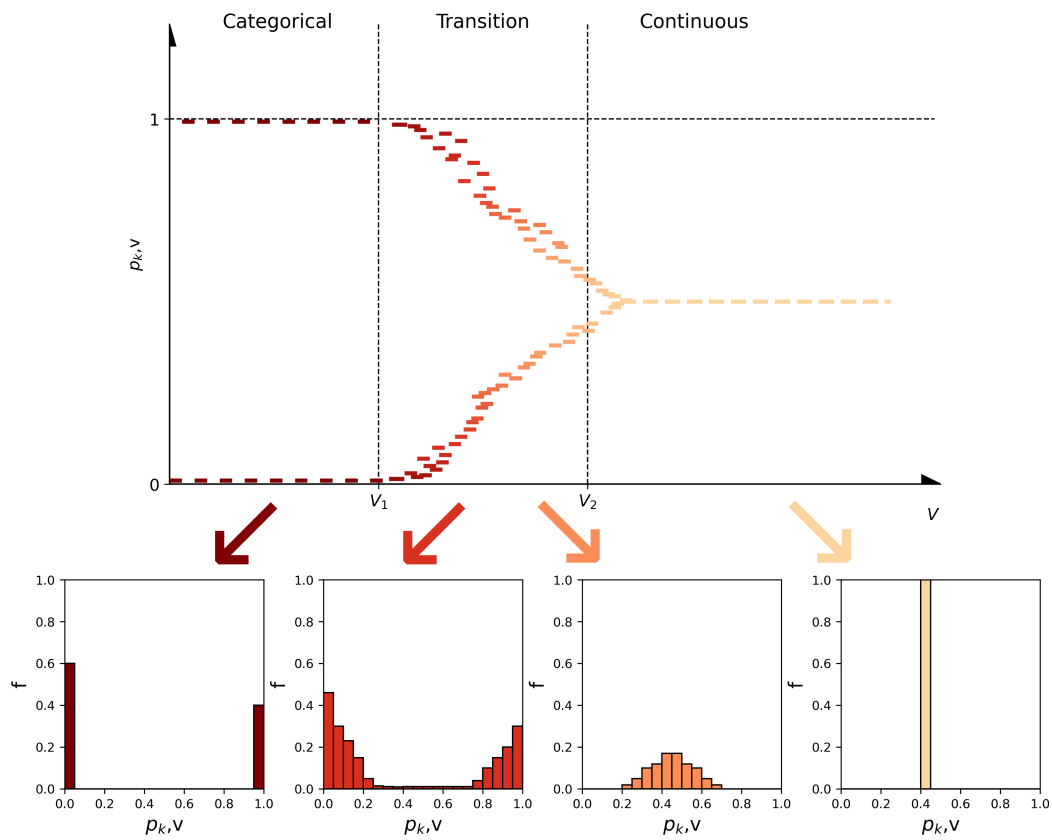 Categorical Transition Continuous
1
p_k,v
0
V_1 V_2
V
1.0 1.0 1.0 1.0
0.8 0.8 0.8 0.8
0.6 0.6 0.6 0.6
f f f
0.4 0.4 0.4 0.4
0.2 0.2 0.2 0.2
0.0 0.0 0.0 0.0
0.0 0.2 0.4 0.6 0.8 1.0 0.0 0.2 0.4 0.6 0.8 1.0 0.0 0.2 0.4 0.6 0.8 1.0 0.0 0.2 0.4 0.6 0.8 1.0
p_k,v p_k,v p_k,v p_k,v